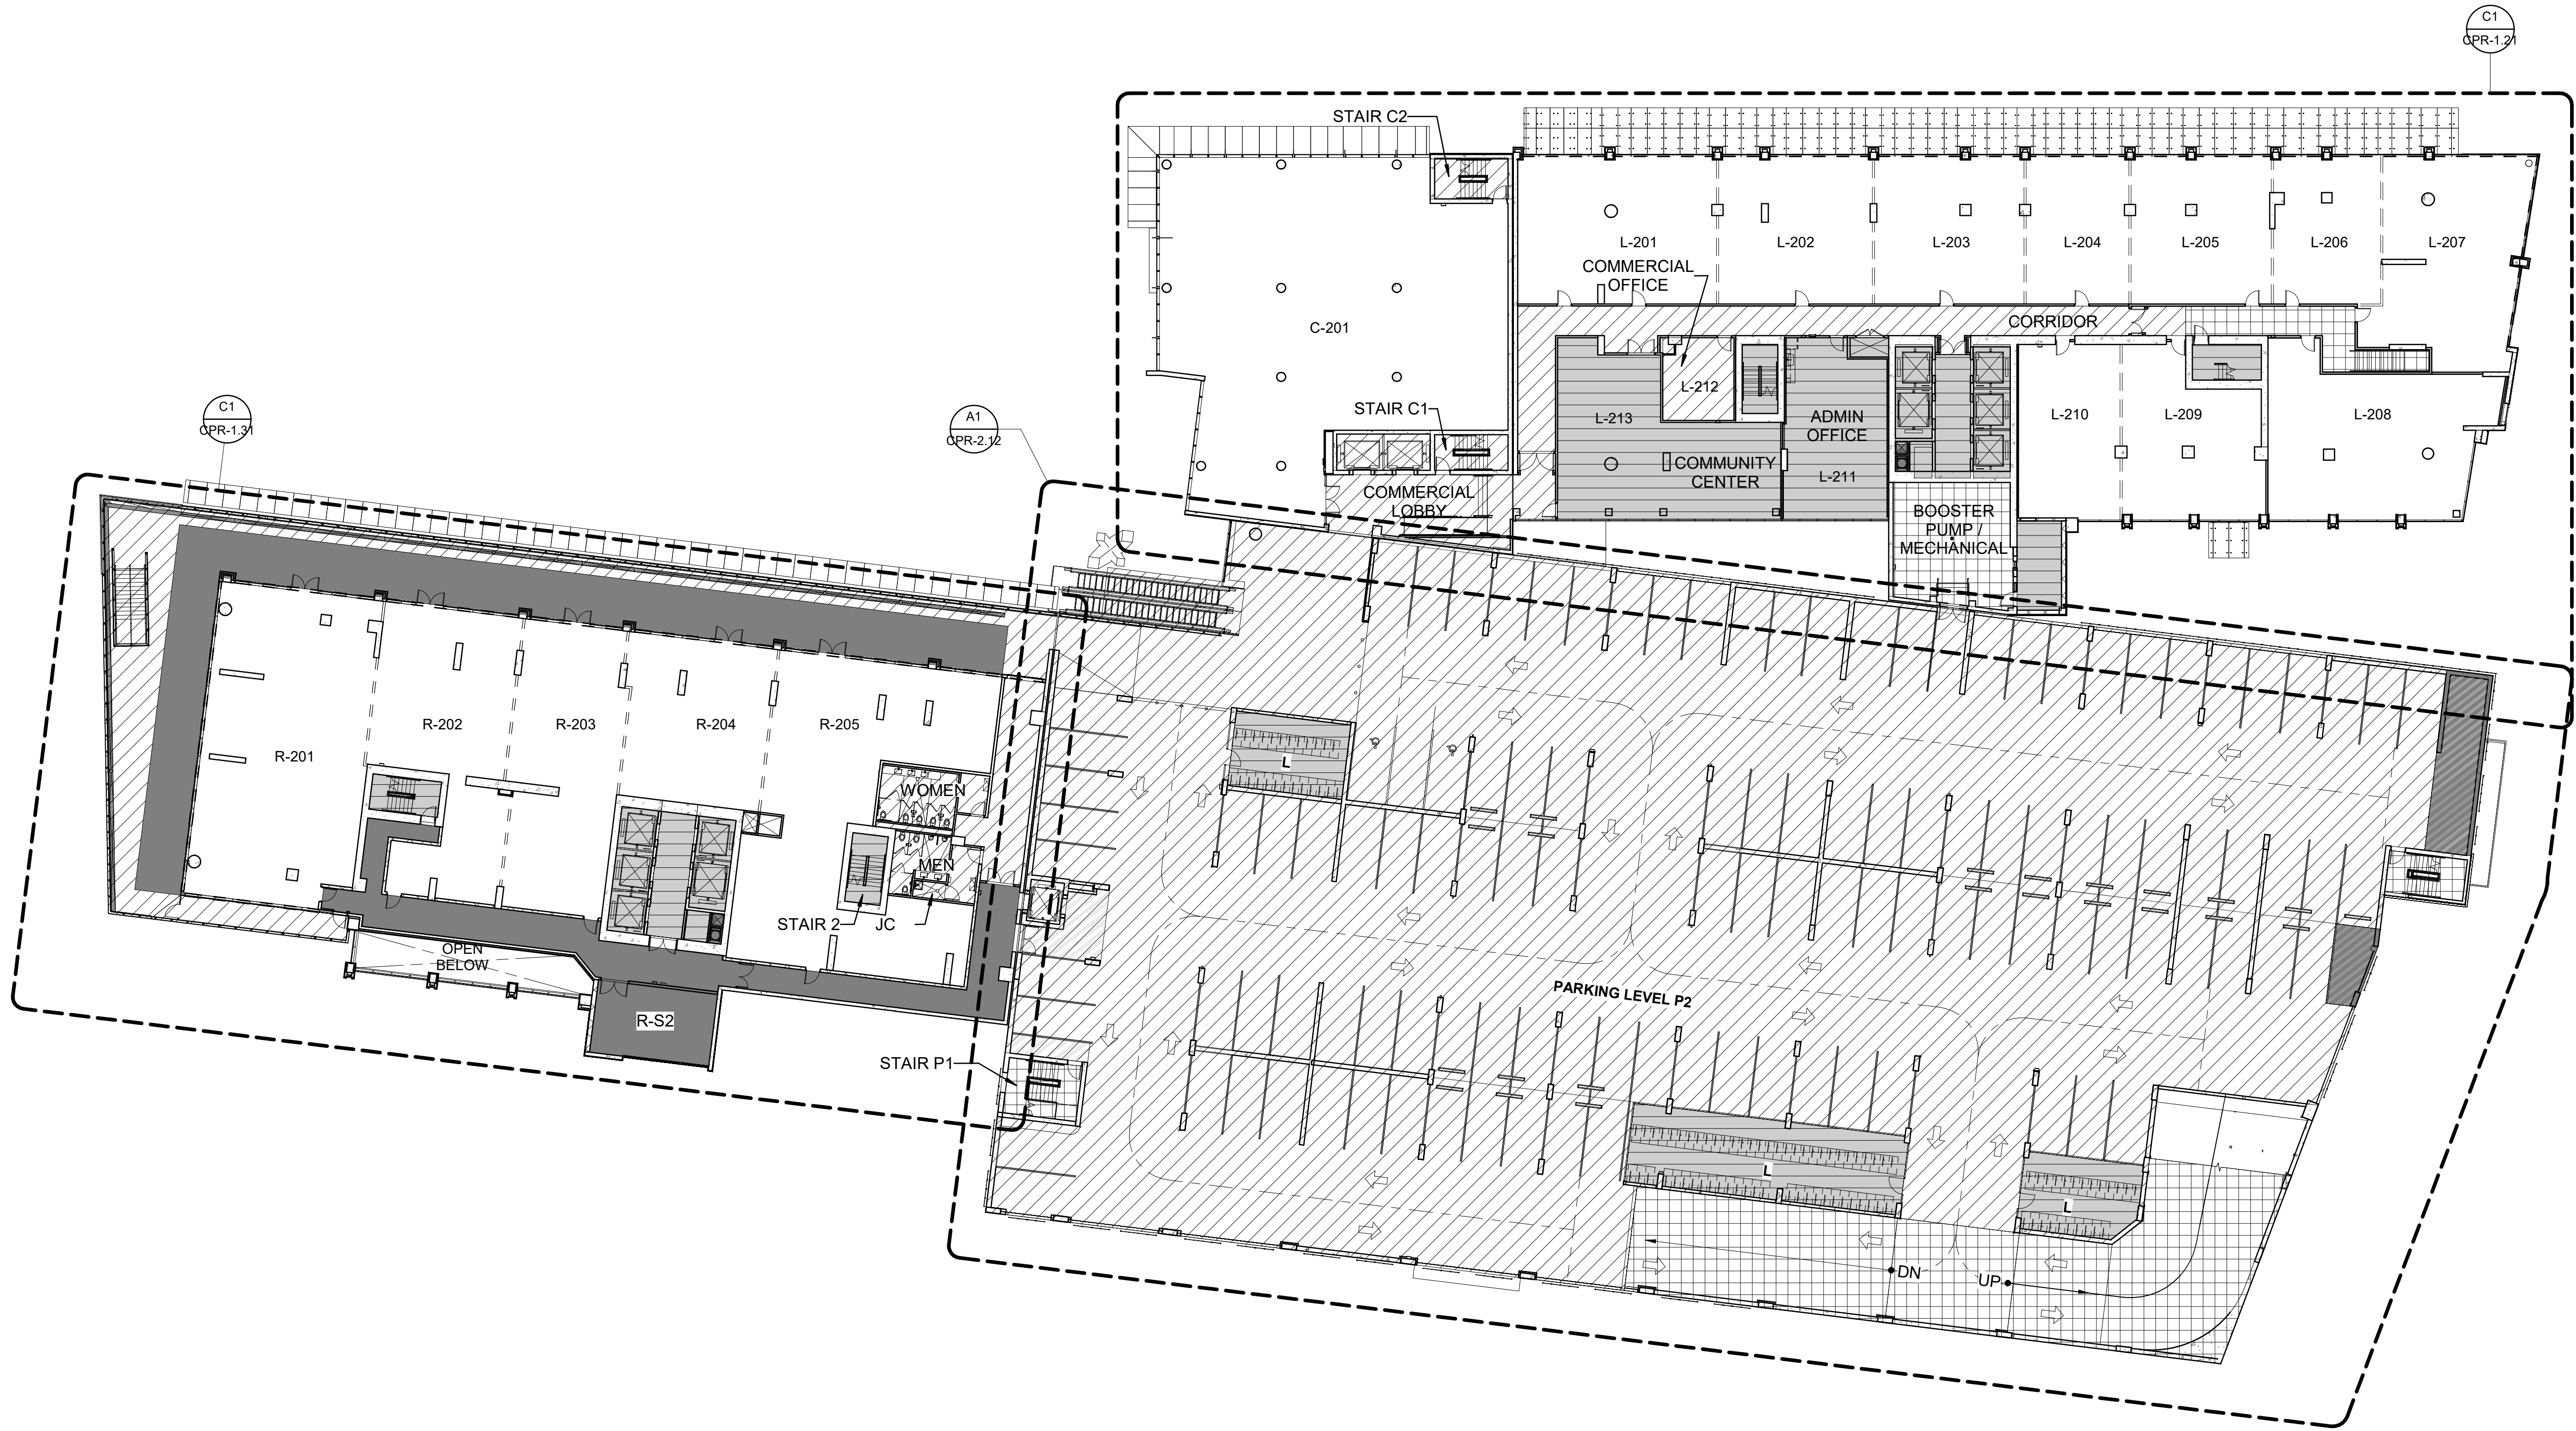 C1
CPR-1.21
STAIR C2
L-201
L-202
L-203
L-204
L-205
L-206
L-207
COMMERCIAL
OFFICE
C-201
CORRIDOR
L-212
STAIR C1
L-213
ADMIN
OFFICE
L-210
L-209
L-208
COMMUNITY
CENTER
L-211
COMMERCIAL
LOBBY
BOOSTER
PUMP /
MECHANICAL
C1
CPR-1.31
A1
CPR-2.12
R-201
R-202
R-203
R-204
R-205
WOMEN
MEN
STAIR 2
JC
OPEN
BELOW
R-S2
STAIR P1
L
PARKING LEVEL P2
L
L
DN
UP